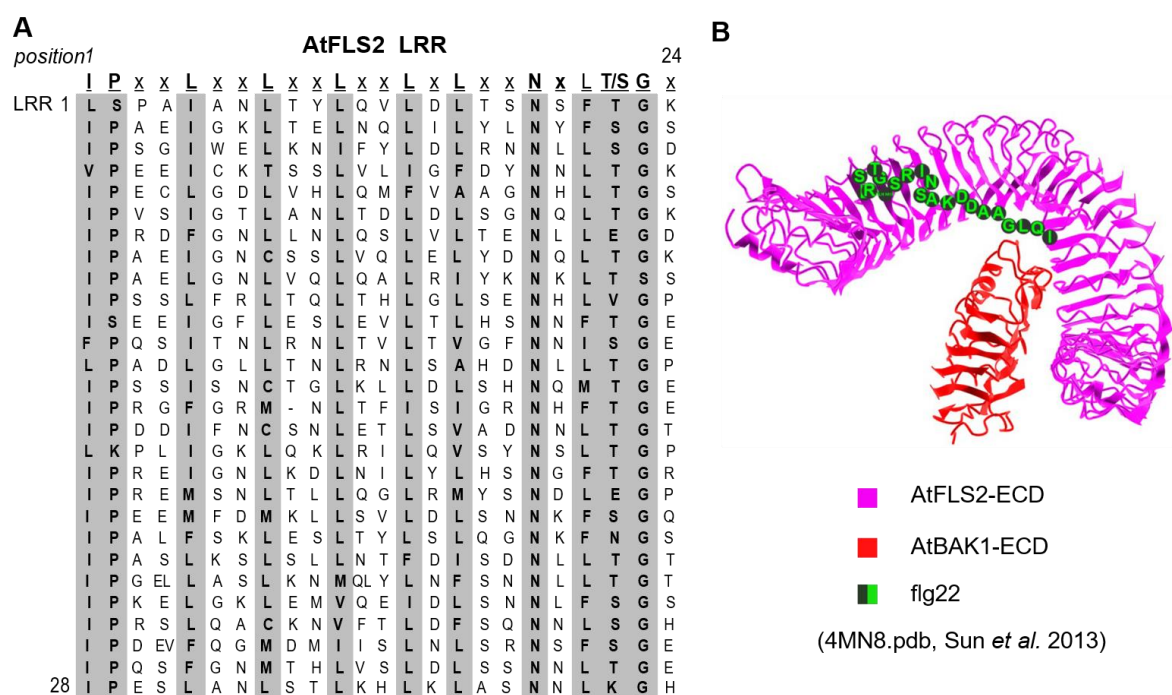 A
AtFLS2 LRR
position1
24
I P x x L x x L x x L x x L x L x x N x L T/S G x
LRR 1 L S P A I A N L T Y L Q V L D L T S N S F T G K
I P A E I G K L T E L N Q L I L Y L N Y F S G S
I P S G I W E L K N I F Y L D L R N N L L S G D
V P E E I C K T S S L V L I G F D Y N N L T G K
I P E C L G D L V H L Q M F V A A G N H L T G S
I P V S I G T L A N L T D L D L S G N Q L T G K
I P R D F G N L L N L Q S L V L T E N L L E G D
I P A E I G N C S S L V Q L E L Y D N Q L T G K
I P A E L G N L V Q L Q A L R I Y K N K L T S S
I P S S L F R L T Q L T H L G L S E N H L V G P
I S E E I G F L E S L E V L T L H S N N F T G E
F P Q S I T N L R N L T V L T V G F N N I S G E
L P A D L G L L T N L R N L S A H D N L L T G P
I P S S I S N C T G L K L L D L S H N Q M T G E
I P R G F G R M - N L T F I S I G R N H F T G E
I P D D I F N C S N L E T L S V A D N N L T G T
L K P L I G K L Q K L R I L Q V S Y N S L T G P
I P R E I G N L K D L N I L Y L H S N G F T G R
I P R E M S N L T L L Q G L R M Y S N D L E G P
I P E E M F D M K L L S V L D L S N N K F S G Q
I P A L F S K L E S L T Y L S L Q G N K F N G S
I P A S L K S L S L L N T F D I S D N L L T G T
I P G EL L A S L K N M QL Y L N F S N N L L T G T
I P K E L G K L E M V Q E I D L S N N L F S G S
I P R S L Q A C K N V F T L D F S Q N N L S G H
I P D EV F Q G M D M I I S L N L S R N S F S G E
I P Q S F G N M T H L V S L D L S S N N L T G E
28 I P E S L A N L S T L K H L K L A S N N L K G H
B
S T G S R I N
R
S A K D D A A G L Q I
AtFLS2-ECD
AtBAK1-ECD
flg22
(4MN8.pdb, Sun et al. 2013)